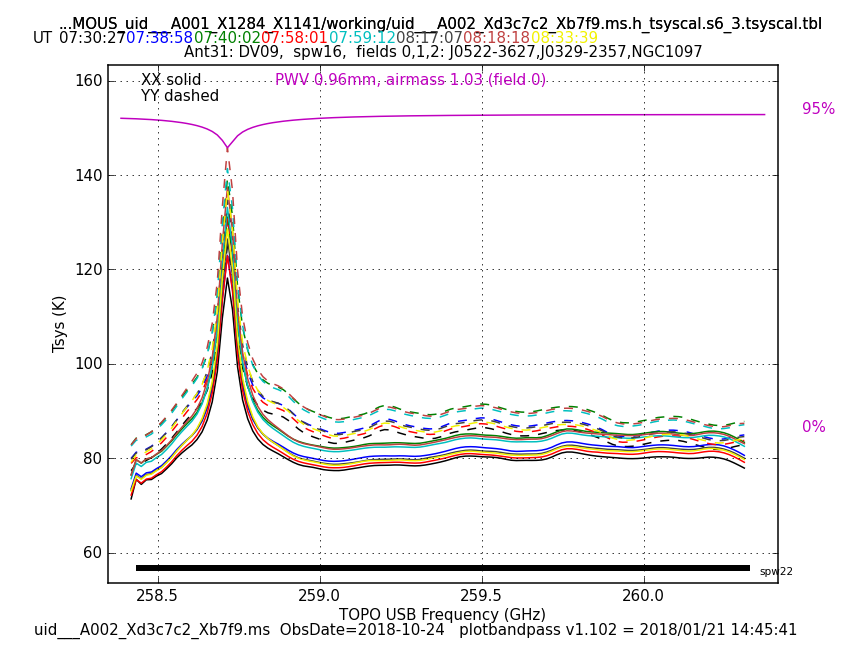 ...MOUS_uid___A001_X1284_X1141/working/uid___A002_Xd3c7c2_Xb7f9.ms.h_tsyscal.s6_3.tsyscal.tbl
UT 07:30:27 07:38:58 07:40:02 07:58:01 07:59:12 08:17:07 08:18:18 08:33:39
Ant31: DV09, spw16, fields 0,1,2: J0522-3627,J0329-2357,NGC1097
XX solid
YY dashed
PWV 0.96mm, airmass 1.03 (field 0)
95%
0%
160
140
120
100
80
60
Tsys (K)
spw22
258.5 259.0 259.5 260.0
TOPO USB Frequency (GHz)
uid___A002_Xd3c7c2_Xb7f9.ms ObsDate=2018-10-24 plotbandpass v1.102 = 2018/01/21 14:45:41